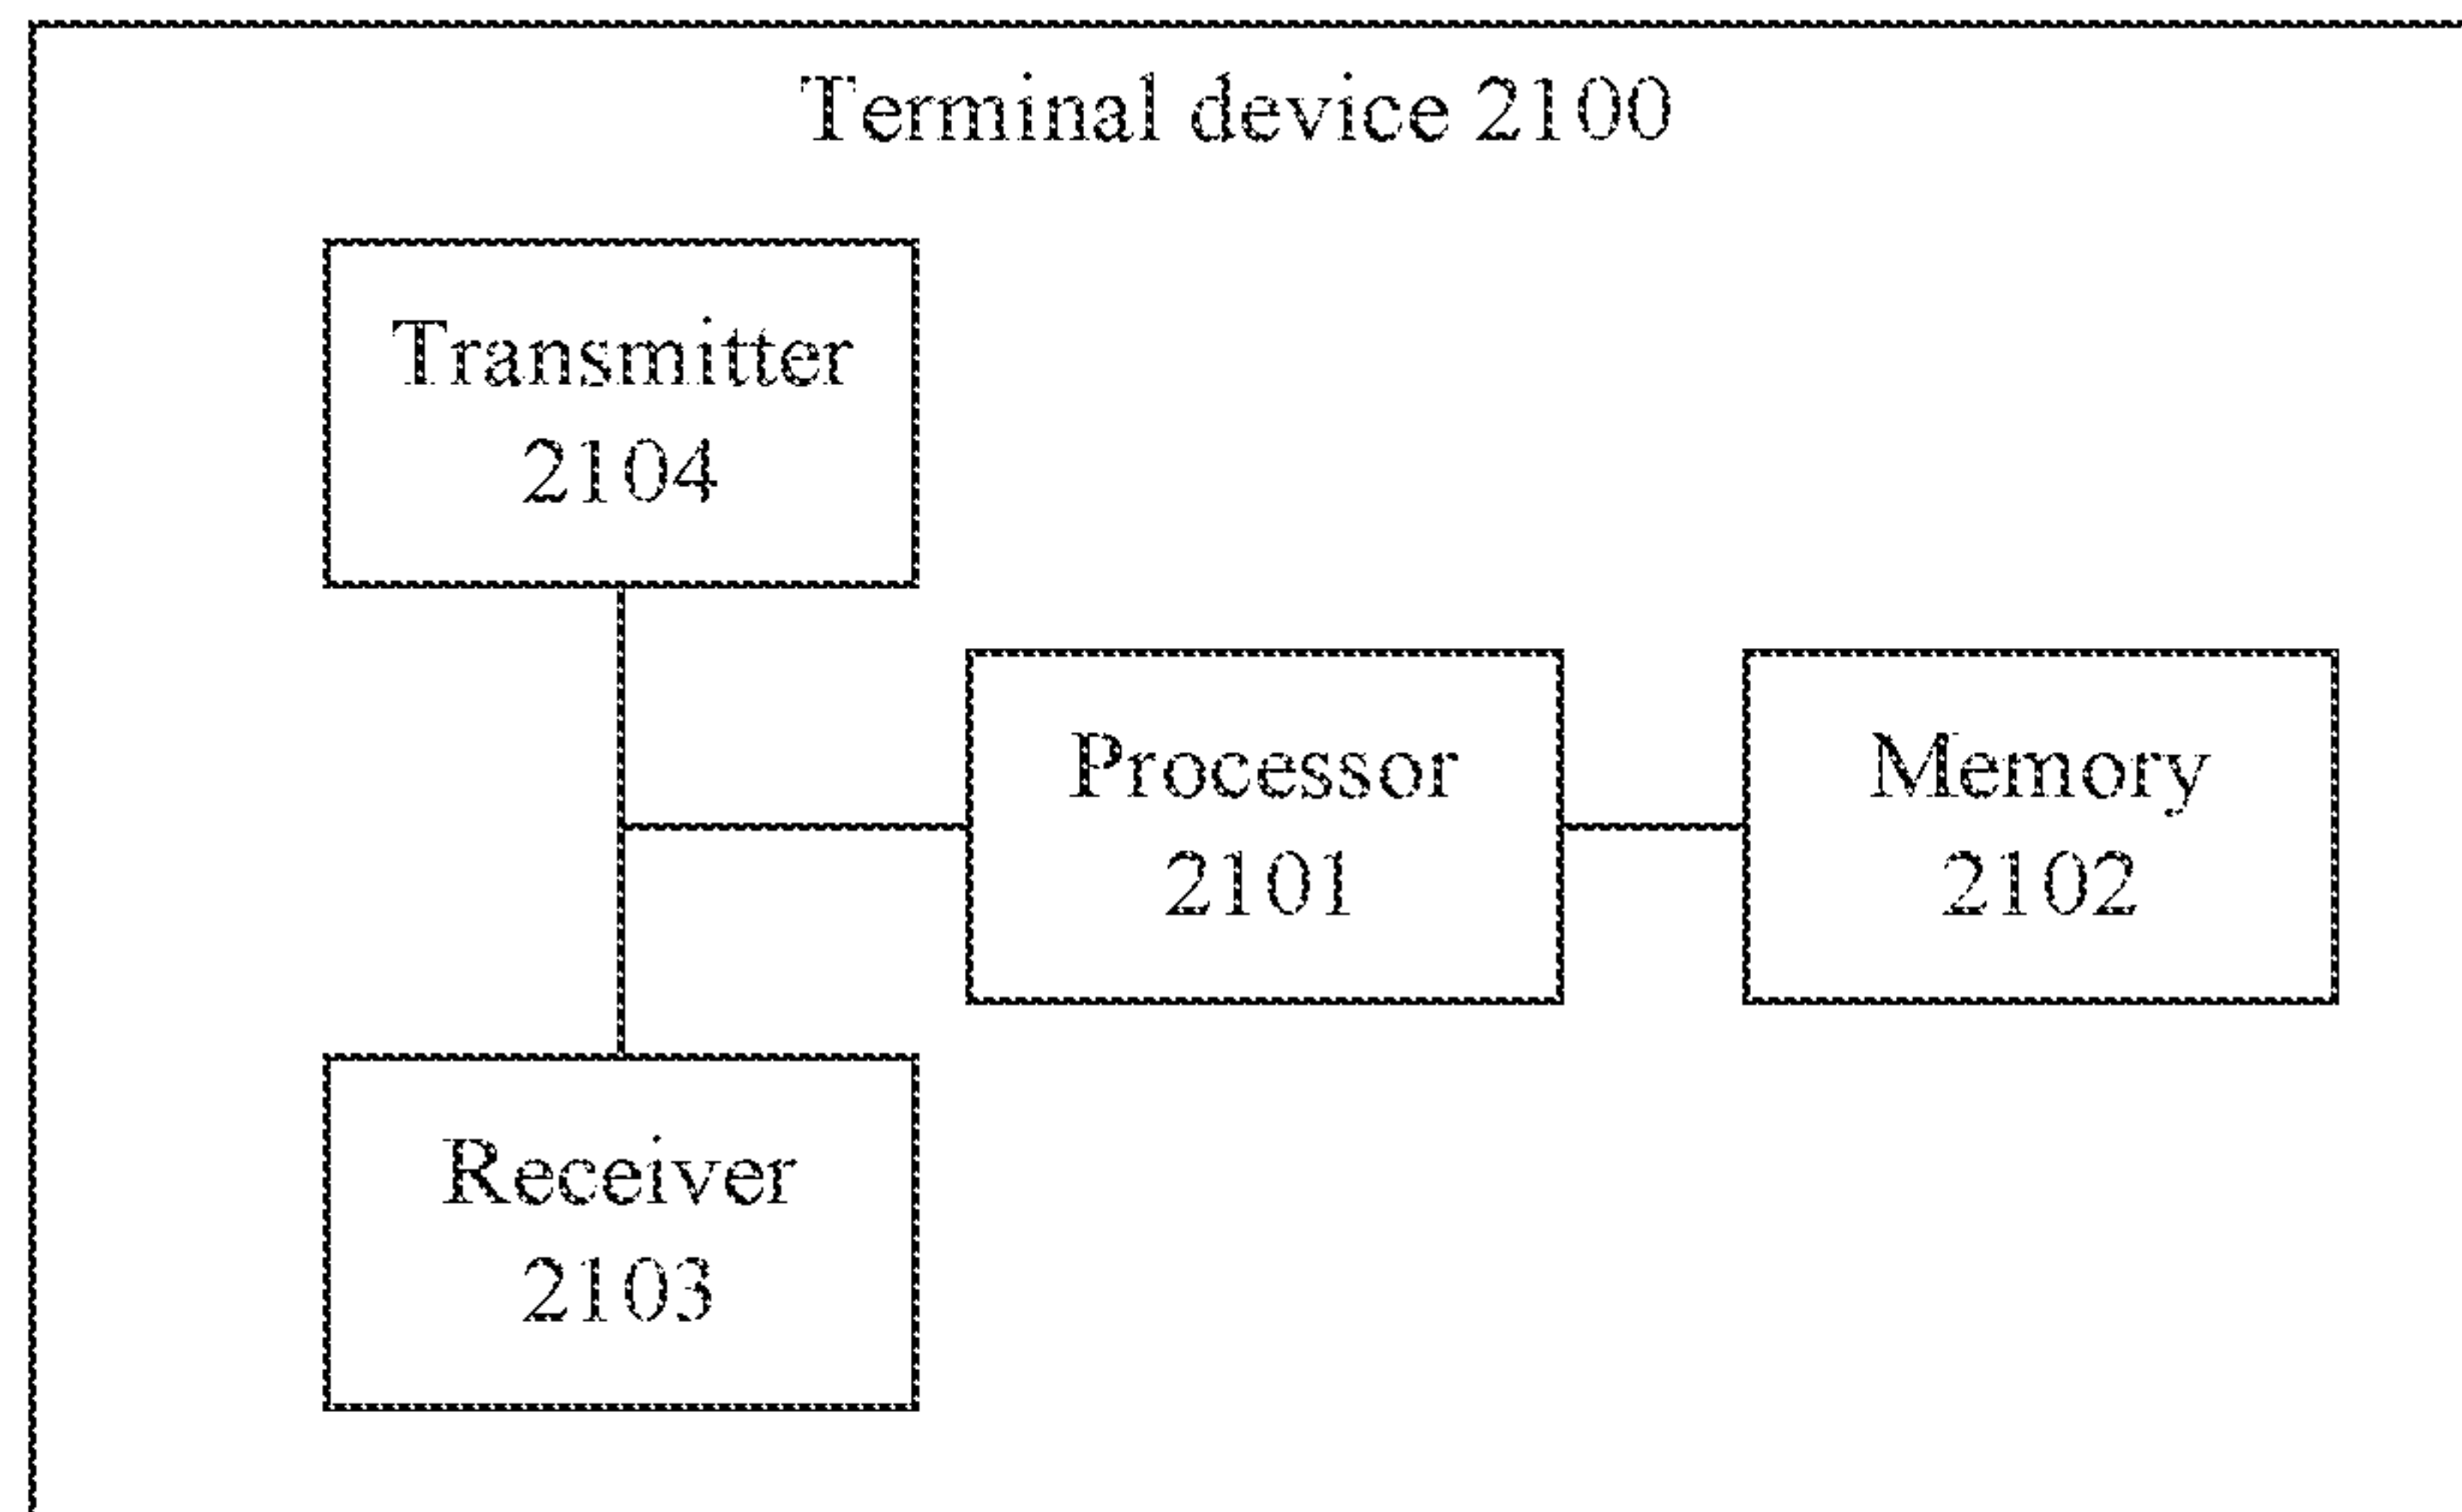 Terminal device 2100
Transmitter
2104
Processor
2101
Memory
2102
Receiver
2103